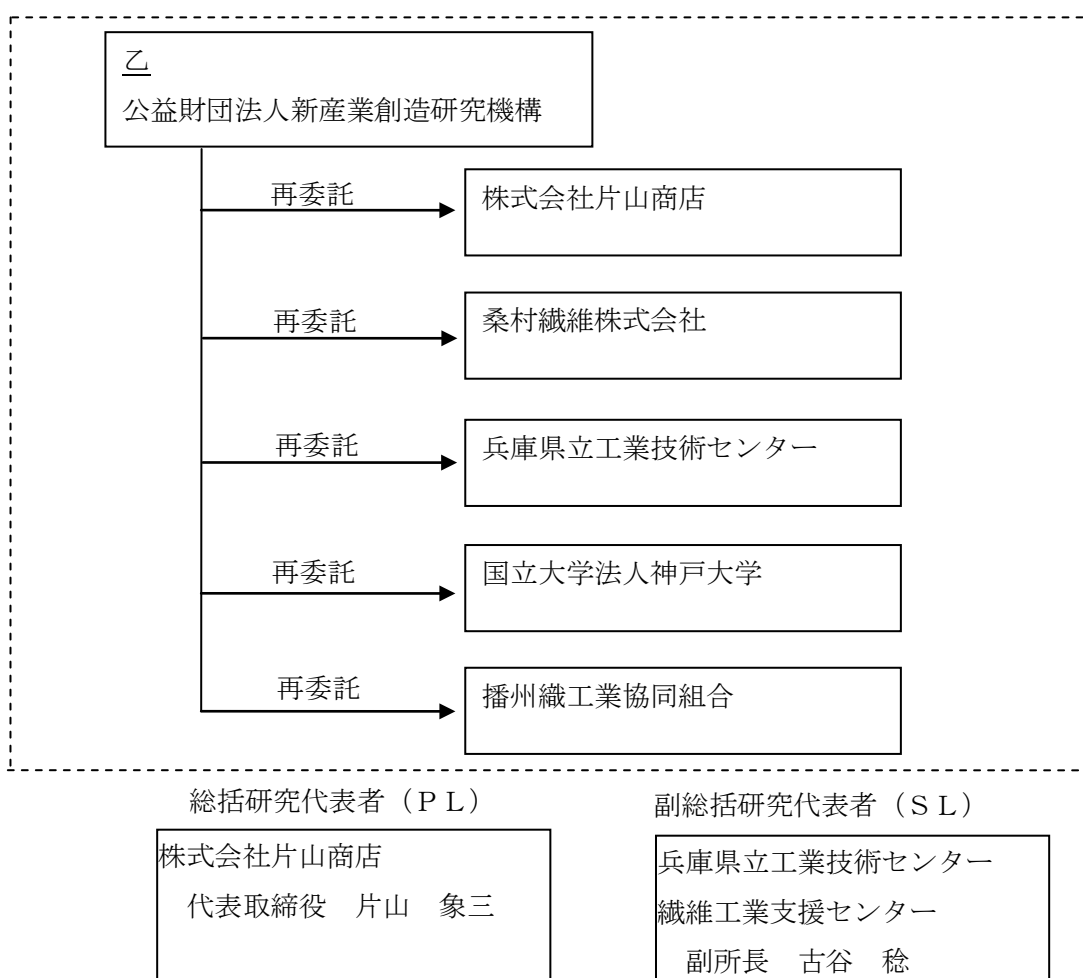 乙
公益財団法人新産業創造研究機構
再委託
株式会社片山商店
再委託
桑村繊維株式会社
再委託
兵庫県立工業技術センター
再委託
国立大学法人神戸大学
再委託
播州織工業協同組合
総括研究代表者（ＰＬ）
株式会社片山商店
代表取締役　片山　象三
副総括研究代表者（ＳＬ）
兵庫県立工業技術センター
繊維工業支援センター
副所長　古谷　稔